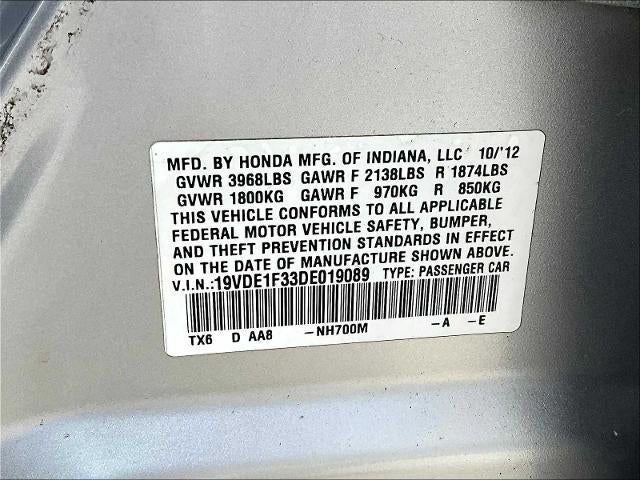 MFD. BY HONDA MFG. OF INDIANA, LLC 10/'12
GVWR 3968LBS GAWR F 2138LBS R 1874LBS
GVWR 1800KG GAWR F 970KG R 850KG
THIS VEHICLE CONFORMS TO ALL APPLICABLE
FEDERAL MOTOR VEHICLE SAFETY, BUMPER,
AND THEFT PREVENTION STANDARDS IN EFFECT
ON THE DATE OF MANUFACTURE SHOWN ABOVE.
V.I.N.:19VDE1F33DE019089 TYPE: PASSENGER CAR
TX6 D AA8 -NH700M -A -E